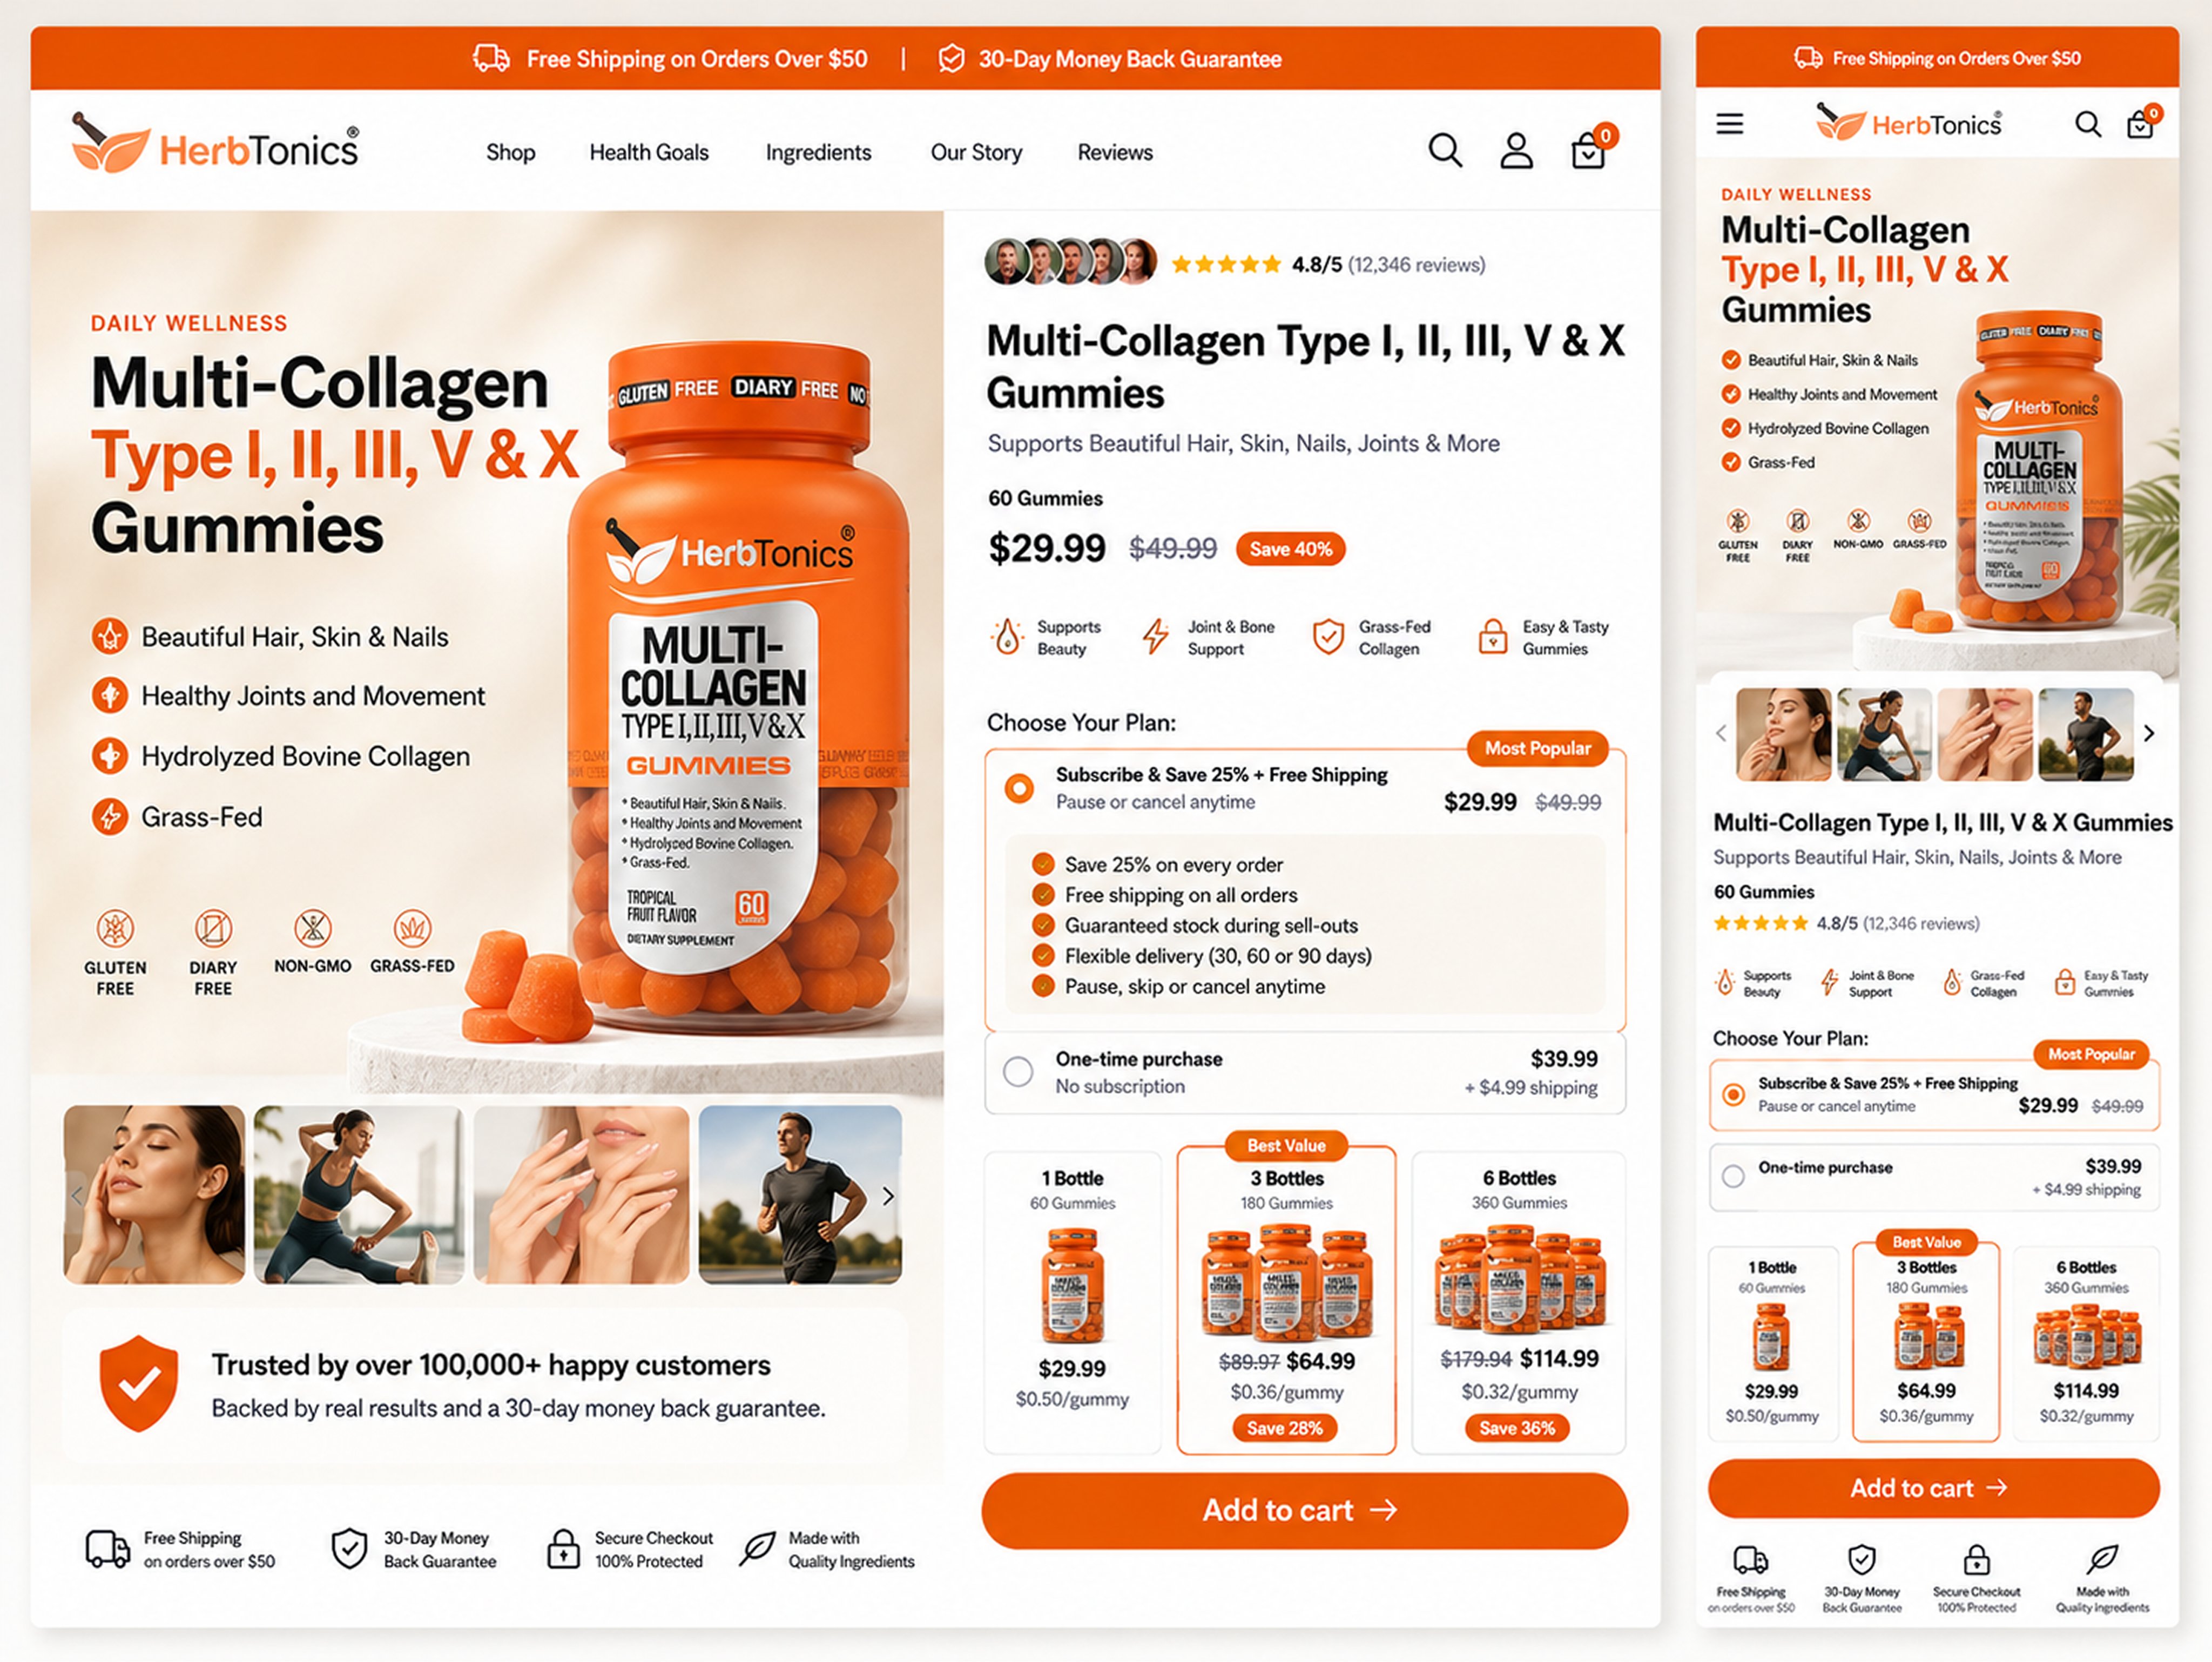 Free Shipping on Orders Over $50 | 30-Day Money Back Guarantee
HerbTonics®
Shop
Health Goals
Ingredients
Our Story
Reviews
0
DAILY WELLNESS
Multi-Collagen
Type I, II, III, V & X
Gummies
Beautiful Hair, Skin & Nails
Healthy Joints and Movement
Hydrolyzed Bovine Collagen
Grass-Fed
GLUTEN
FREE
DIARY
FREE
NON-GMO
GRASS-FED
GLUTEN FREE DIARY FREE NO
HerbTonics®
MULTI-
COLLAGEN
TYPE I,II,III,V&X
GUMMIES
* Beautiful Hair, Skin & Nails.
* Healthy Joints and Movement
* Hydrolysed Bovine Collagen.
* Grass-Fed.
TROPICAL
FRUIT FLAVOR
60
DIETARY SUPPLEMENT
Trusted by over 100,000+ happy customers
Backed by real results and a 30-day money back guarantee.
Free Shipping
on orders over $50
30-Day Money
Back Guarantee
Secure Checkout
100% Protected
Made with
Quality Ingredients
4.8/5 (12,346 reviews)
Multi-Collagen Type I, II, III, V & X
Gummies
Supports Beautiful Hair, Skin, Nails, Joints & More
60 Gummies
$29.99 $49.99 Save 40%
Supports
Beauty
Joint & Bone
Support
Grass-Fed
Collagen
Easy & Tasty
Gummies
Choose Your Plan:
Most Popular
Subscribe & Save 25% + Free Shipping
Pause or cancel anytime
$29.99 $49.99
Save 25% on every order
Free shipping on all orders
Guaranteed stock during sell-outs
Flexible delivery (30, 60 or 90 days)
Pause, skip or cancel anytime
One-time purchase
No subscription
$39.99
+ $4.99 shipping
1 Bottle
60 Gummies
$29.99
$0.50/gummy
Best Value
3 Bottles
180 Gummies
$89.97 $64.99
$0.36/gummy
Save 28%
6 Bottles
360 Gummies
$179.94 $114.99
$0.32/gummy
Save 36%
Add to cart →
Free Shipping on Orders Over $50
HerbTonics®
0
DAILY WELLNESS
Multi-Collagen
Type I, II, III, V & X
Gummies
Beautiful Hair, Skin & Nails
Healthy Joints and Movement
Hydrolyzed Bovine Collagen
Grass-Fed
GLUTEN
FREE
DIARY
FREE
NON-GMO
GRASS-FED
GLUTEN FREE DIARY FREE
HerbTonics®
MULTI-
COLLAGEN
GUMMIES
60
Multi-Collagen Type I, II, III, V & X Gummies
Supports Beautiful Hair, Skin, Nails, Joints & More
60 Gummies
4.8/5 (12,346 reviews)
Supports
Beauty
Joint & Bone
Support
Grass-Fed
Collagen
Easy & Tasty
Gummies
Choose Your Plan:
Most Popular
Subscribe & Save 25% + Free Shipping
Pause or cancel anytime
$29.99 $49.99
One-time purchase
$39.99
+ $4.99 shipping
1 Bottle
60 Gummies
$29.99
$0.50/gummy
Best Value
3 Bottles
180 Gummies
$64.99
$0.36/gummy
6 Bottles
360 Gummies
$114.99
$0.32/gummy
Add to cart →
Free Shipping
on orders over $50
30-Day Money
Back Guarantee
Secure Checkout
100% Protected
Made with
Quality Ingredients